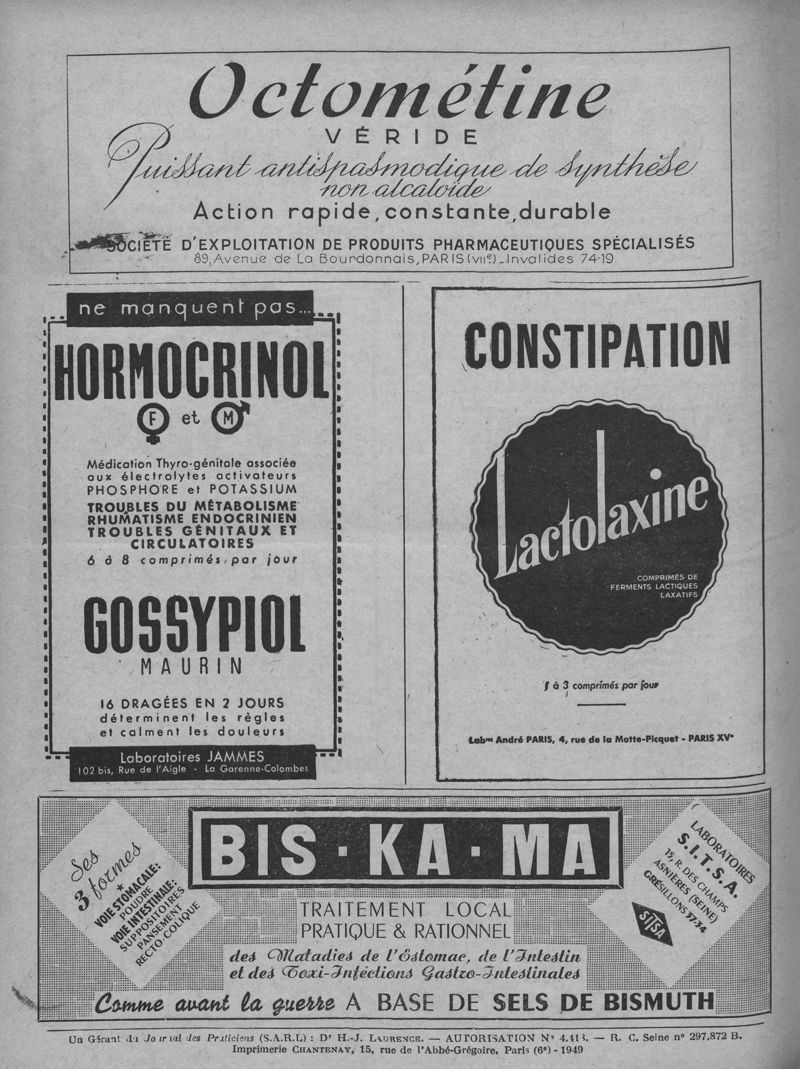 Octométine
VÉRIDE
Puissant antispasmodique de synthèse
non alcaloïde
Action rapide, constante, durable
SOCIÉTÉ D'EXPLOITATION DE PRODUITS PHARMACEUTIQUES SPÉCIALISÉS
89, Avenue de La Bourdonnais, PARIS (VIIe) - Invalides 74-19
ne manquent pas...
HORMOCRINOL
F et M
Médication Thyro-génitale associée
aux électrolytes activateurs
PHOSPHORE et POTASSIUM
TROUBLES DU MÉTABOLISME
RHUMATISME ENDOCRINIEN
TROUBLES GÉNITAUX ET
CIRCULATOIRES
6 à 8 comprimés par jour
GOSSYPIOL
MAURIN
16 DRAGÉES EN 2 JOURS
déterminent les règles
et calment les douleurs
Laboratoires JAMMES
102 bis, Rue de l'Aigle - La Garenne-Colombes
CONSTIPATION
Lactolaxine
COMPRIMÉS DE
FERMENTS LACTIQUES
LAXATIFS
1 à 3 comprimés par jour
Labres André PARIS, 4, rue de la Motte-Picquet - PARIS XVe
Ses
3 formes
VOIE STOMACALE:
POUDRE
VOIE INTESTINALE:
SUPPOSITOIRES
PANSEMENT
RECTO-COLIQUE
BIS · KA · MA
TRAITEMENT LOCAL
PRATIQUE & RATIONNEL
des Maladies de l'Estomac, de l'Intestin
et des Toxi-Inféctions Gastro-Intestinales
Comme avant la guerre A BASE DE SELS DE BISMUTH
LABORATOIRES
S.I.T.S.A.
15, R. DES CHAMPS
ASNIÈRES (SEINE)
GRÉSILLONS 37.34
SITSA
Un Gérant du Journal des Praticiens (S.A.R.L.) : Dr H.-J. LAURENCE. — AUTORISATION No 4.413. — R. C. Seine no 297,872 B.
Imprimerie CHANTENAY, 15, rue de l'Abbé-Grégoire, Paris (6e) - 1949